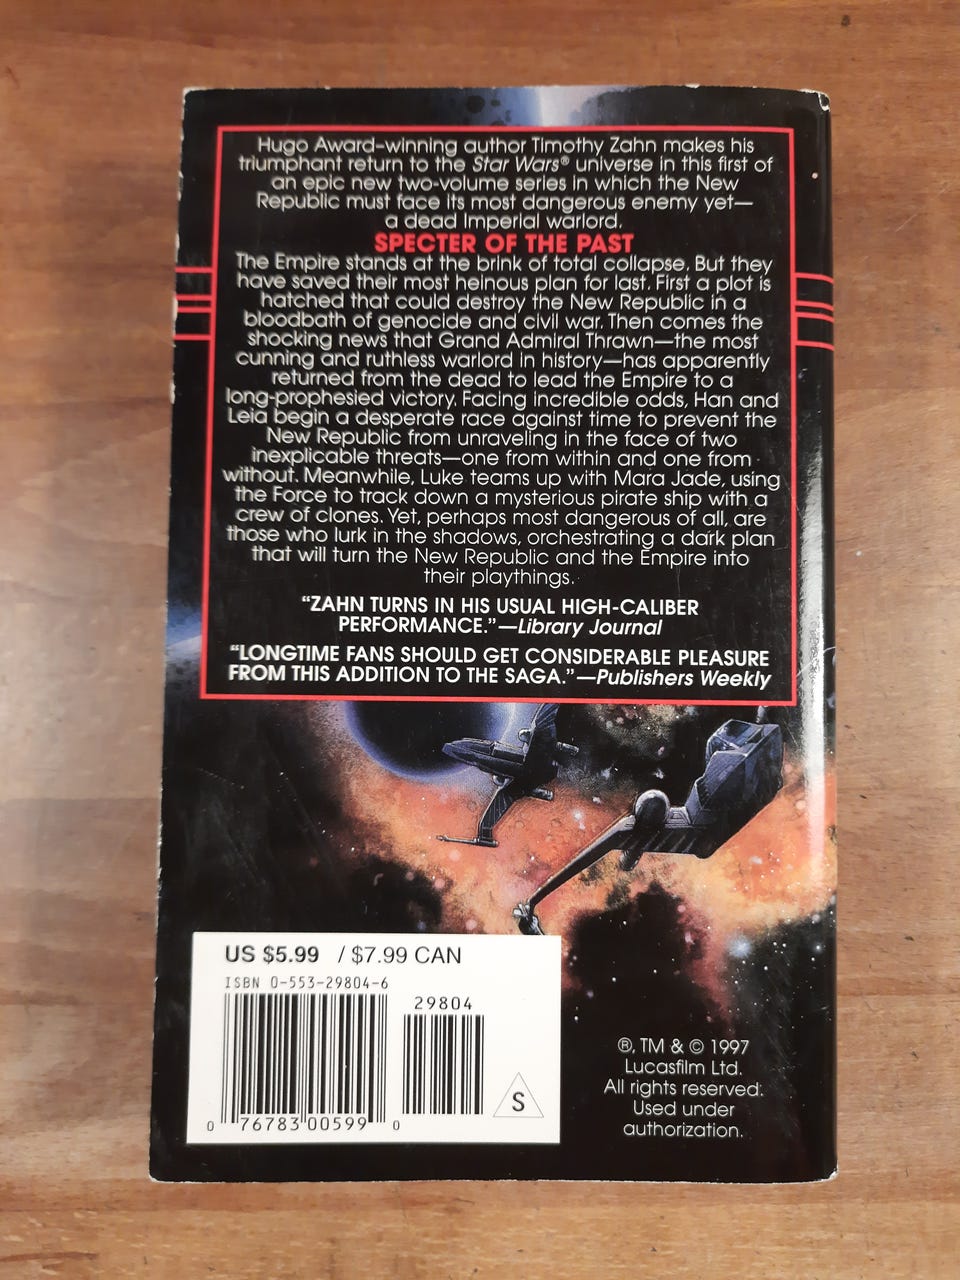 Hugo Award–winning author Timothy Zahn makes his
triumphant return to the Star Wars® universe in this first of
an epic new two-volume series in which the New
Republic must face its most dangerous enemy yet—
a dead Imperial warlord.
SPECTER OF THE PAST
The Empire stands at the brink of total collapse. But they
have saved their most heinous plan for last. First a plot is
hatched that could destroy the New Republic in a
bloodbath of genocide and civil war. Then comes the
shocking news that Grand Admiral Thrawn—the most
cunning and ruthless warlord in history—has apparently
returned from the dead to lead the Empire to a
long-prophesied victory. Facing incredible odds, Han and
Leia begin a desperate race against time to prevent the
New Republic from unraveling in the face of two
inexplicable threats—one from within and one from
without. Meanwhile, Luke teams up with Mara Jade, using
the Force to track down a mysterious pirate ship with a
crew of clones. Yet, perhaps most dangerous of all, are
those who lurk in the shadows, orchestrating a dark plan
that will turn the New Republic and the Empire into
their playthings.
“ZAHN TURNS IN HIS USUAL HIGH-CALIBER
PERFORMANCE.”—Library Journal
“LONGTIME FANS SHOULD GET CONSIDERABLE PLEASURE
FROM THIS ADDITION TO THE SAGA.”—Publishers Weekly
US $5.99 / $7.99 CAN
ISBN 0-553-29804-6
29804
S
0 76783 00599 0
®, TM & © 1997
Lucasfilm Ltd.
All rights reserved.
Used under
authorization.